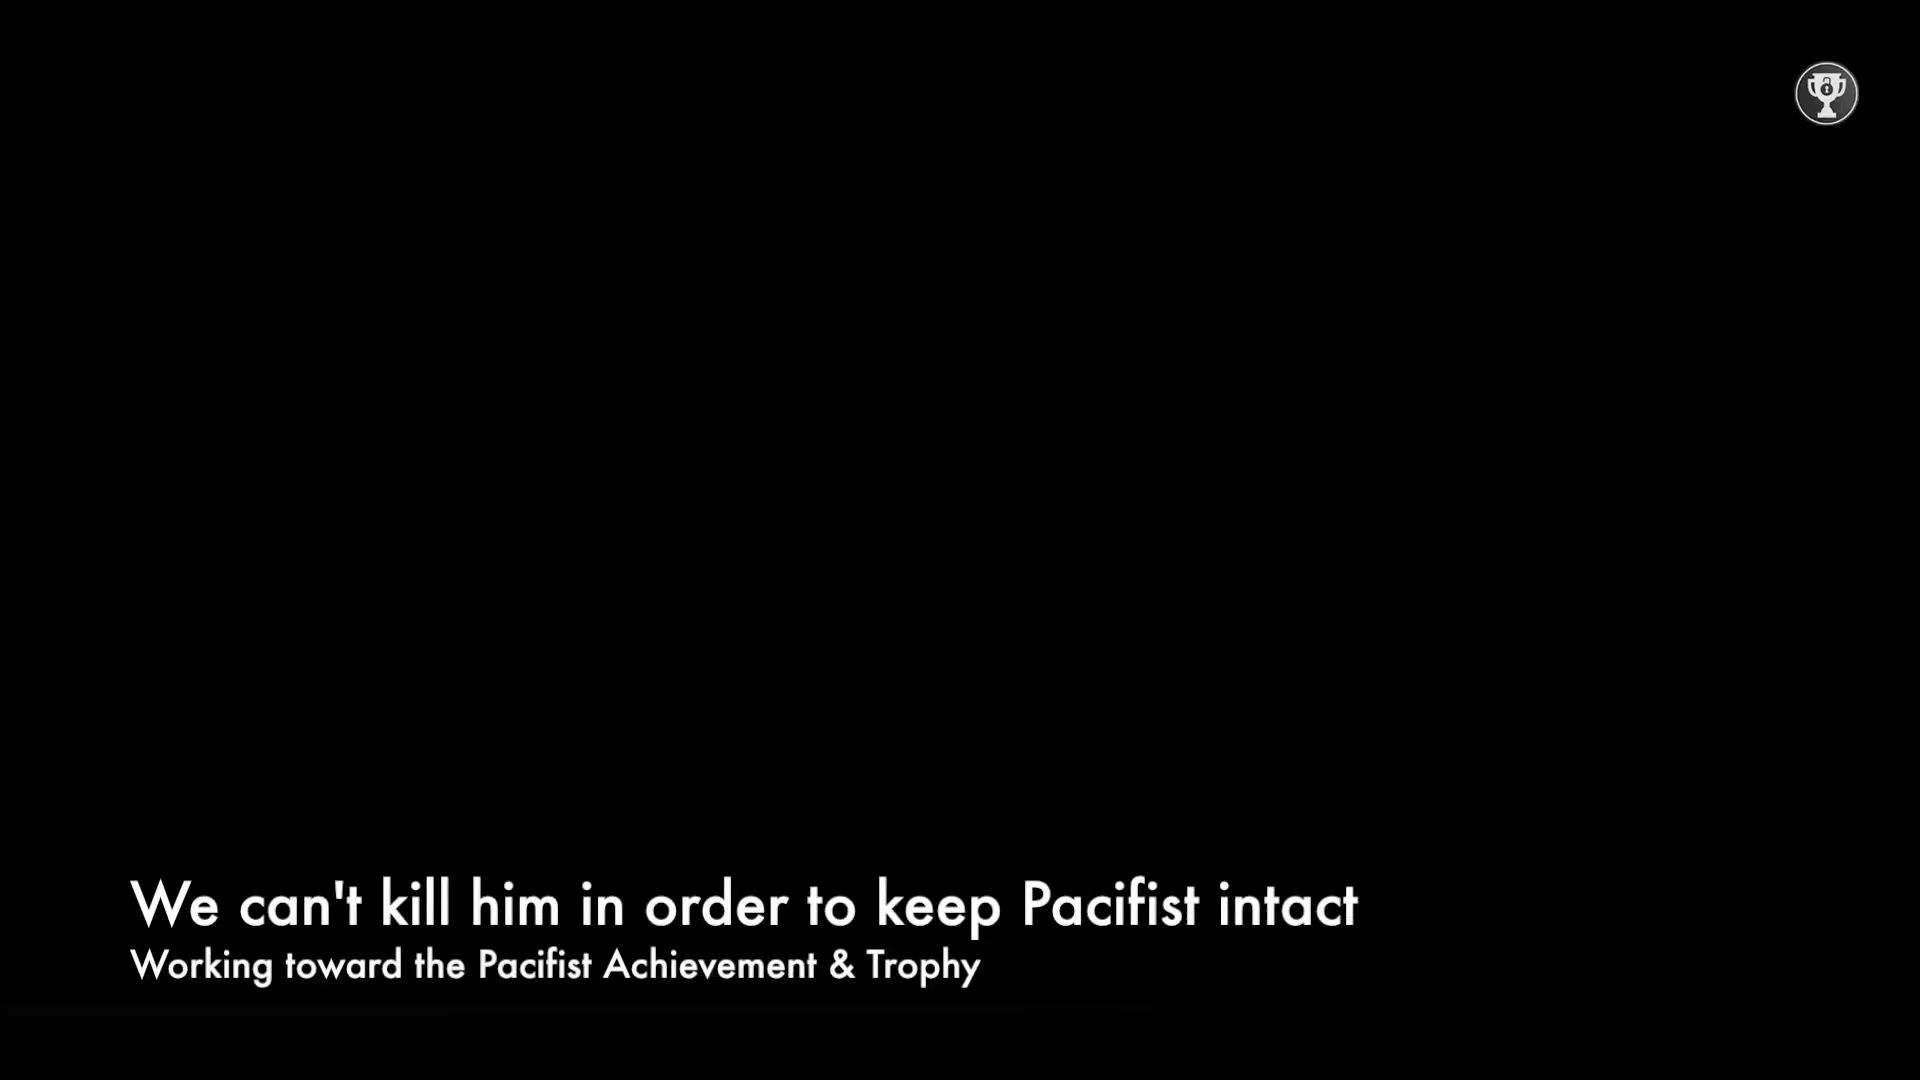 We can't kill him in order to keep Pacifist intact
Working toward the Pacifist Achievement & Trophy